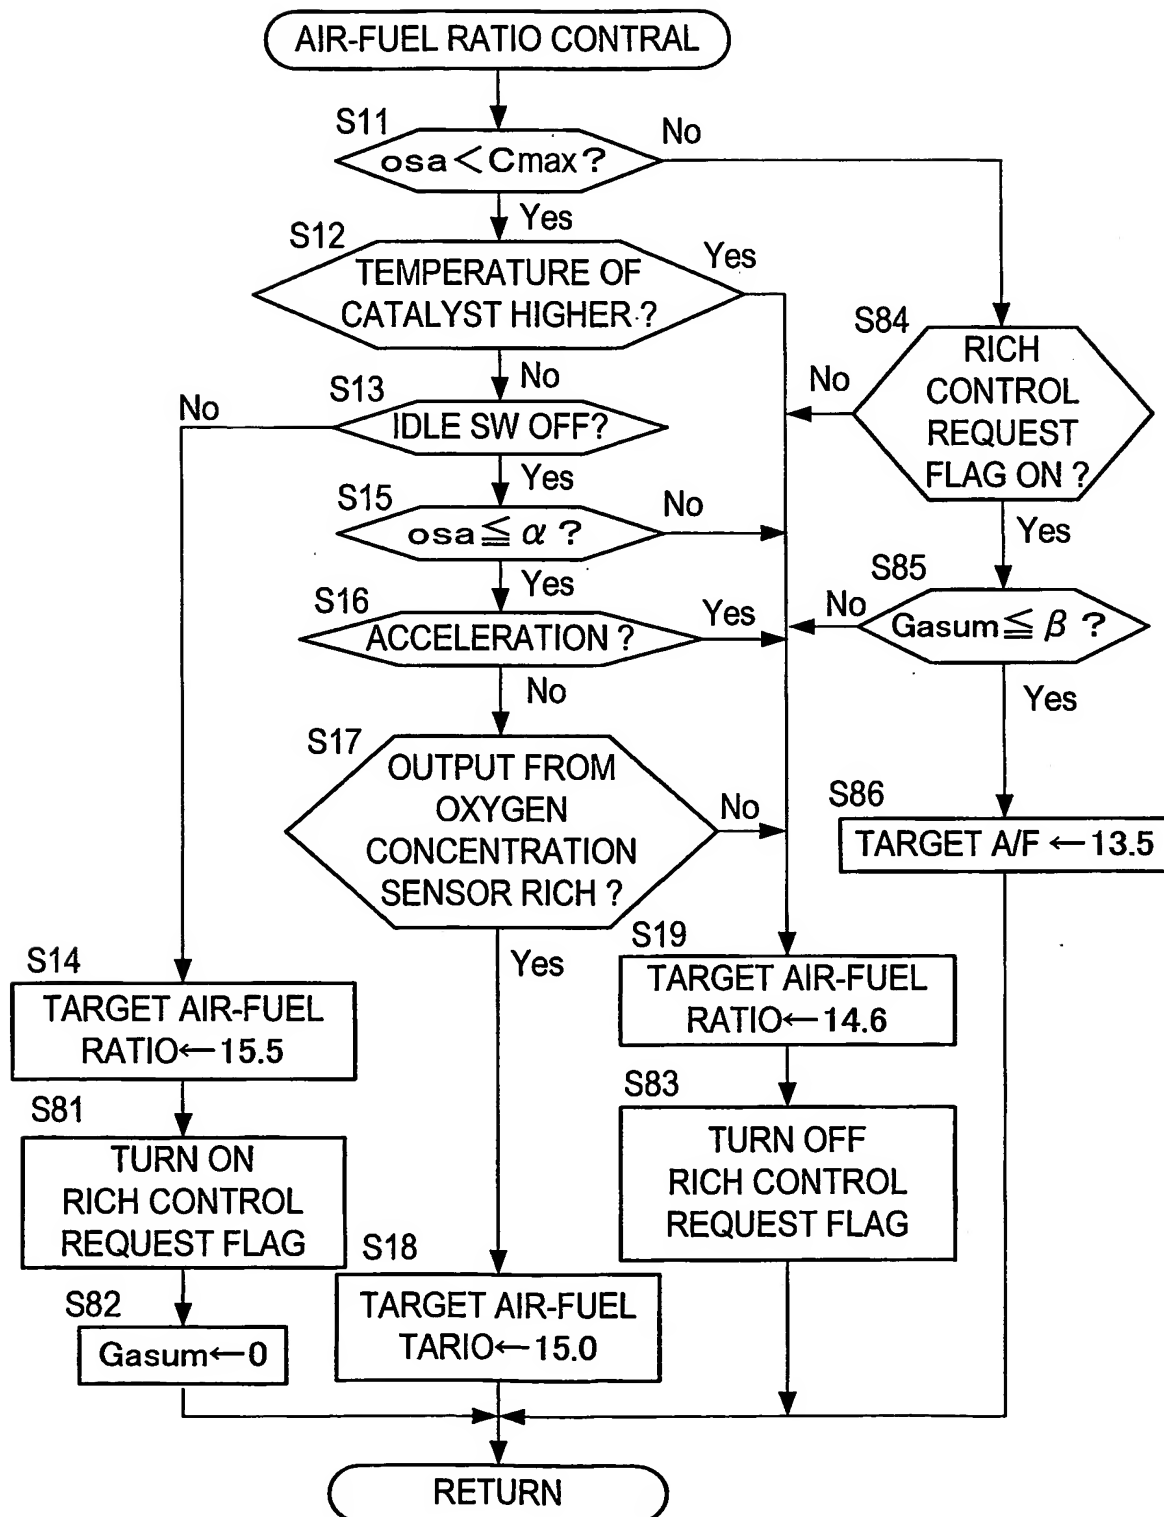 AIR-FUEL RATIO CONTRAL
S11
osa<Cmax?
No
Yes
S12
TEMPERATURE OF
CATALYST HIGHER ?
Yes
No
S84
RICH
CONTROL
REQUEST
FLAG ON ?
No
Yes
S13
IDLE SW OFF?
No
Yes
S15
osa≦α ?
No
Yes
S85
Gasum≦β ?
No
Yes
S16
ACCELERATION ?
Yes
No
S17
OUTPUT FROM
OXYGEN
CONCENTRATION
SENSOR RICH ?
No
Yes
S86
TARGET A/F ←13.5
S14
TARGET AIR-FUEL
RATIO←15.5
S19
TARGET AIR-FUEL
RATIO←14.6
S81
TURN ON
RICH CONTROL
REQUEST FLAG
S83
TURN OFF
RICH CONTROL
REQUEST FLAG
S82
Gasum←0
S18
TARGET AIR-FUEL
TARIO←15.0
RETURN